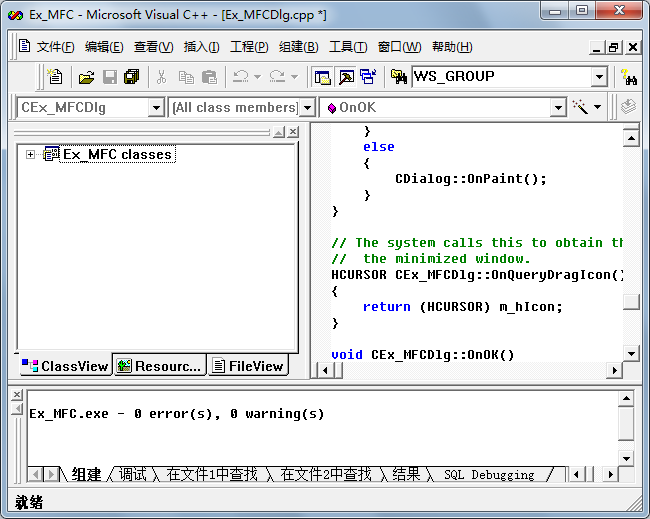 Ex_MFC - Microsoft Visual C++ - [Ex_MFCDlg.cpp *]
文件(F) 编辑(E) 查看(V) 插入(I) 工程(P) 组建(B) 工具(T) 窗口(W) 帮助(H)
WS_GROUP
CEx_MFCDlg [All class members] OnOK
Ex_MFC classes
}
else
{
CDialog::OnPaint();
}
}
// The system calls this to obtain th
// the minimized window.
HCURSOR CEx_MFCDlg::OnQueryDragIcon()
{
return (HCURSOR) m_hIcon;
}
void CEx_MFCDlg::OnOK()
ClassView Resourc... FileView
Ex_MFC.exe - 0 error(s), 0 warning(s)
组建 调试 在文件1中查找 在文件2中查找 结果 SQL Debugging
就绪